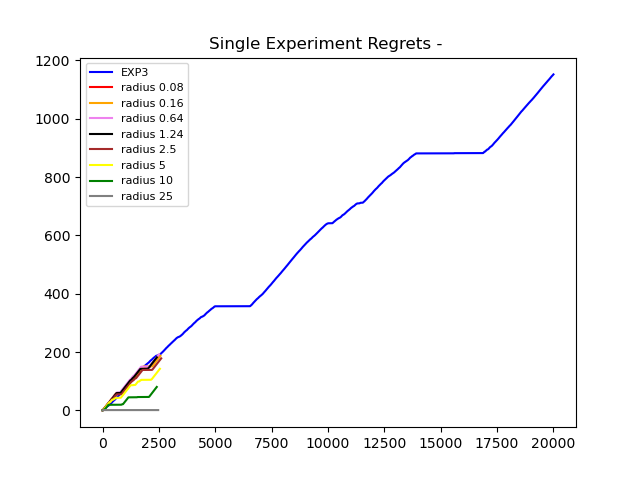 Single Experiment Regrets -
1200
1000
800
600
400
200
0
EXP3
radius 0.08
radius 0.16
radius 0.64
radius 1.24
radius 2.5
radius 5
radius 10
radius 25
0 2500 5000 7500 10000 12500 15000 17500 20000